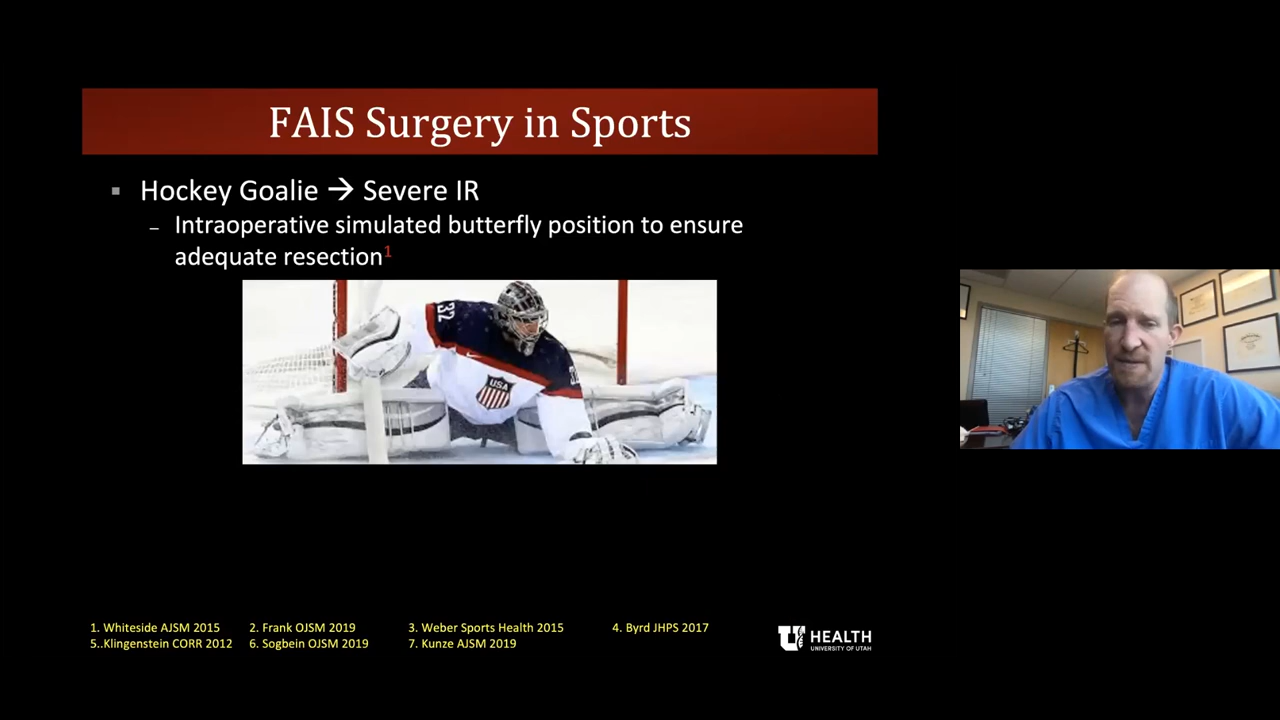 FAIS Surgery in Sports
▪ Hockey Goalie → Severe IR
– Intraoperative simulated butterfly position to ensure
adequate resection1
32
USA
1. Whiteside AJSM 2015 2. Frank OJSM 2019 3. Weber Sports Health 2015 4. Byrd JHPS 2017
5..Klingenstein CORR 2012 6. Sogbein OJSM 2019 7. Kunze AJSM 2019
U HEALTH
UNIVERSITY OF UTAH